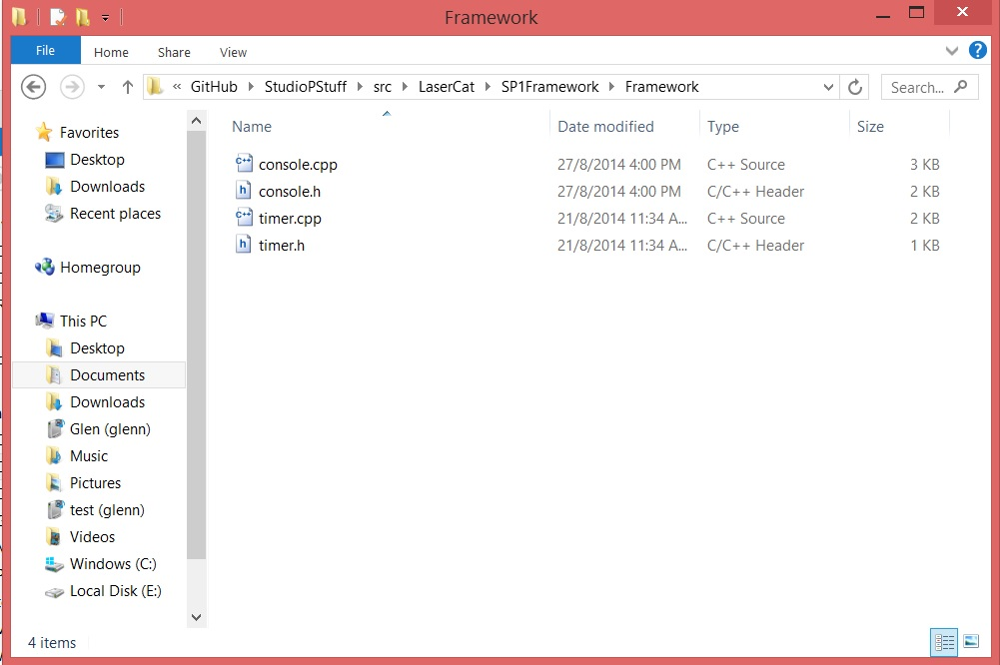 Framework
File Home Share View
« GitHub StudioPStuff src LaserCat SP1Framework Framework Search...
Name Date modified Type Size
Favorites
Desktop
Downloads
Recent places
Homegroup
This PC
Desktop
Documents
Downloads
Glen (glenn)
Music
Pictures
test (glenn)
Videos
Windows (C:)
Local Disk (E:)
console.cpp 27/8/2014 4:00 PM C++ Source 3 KB
console.h 27/8/2014 4:00 PM C/C++ Header 2 KB
timer.cpp 21/8/2014 11:34 A... C++ Source 2 KB
timer.h 21/8/2014 11:34 A... C/C++ Header 1 KB
4 items